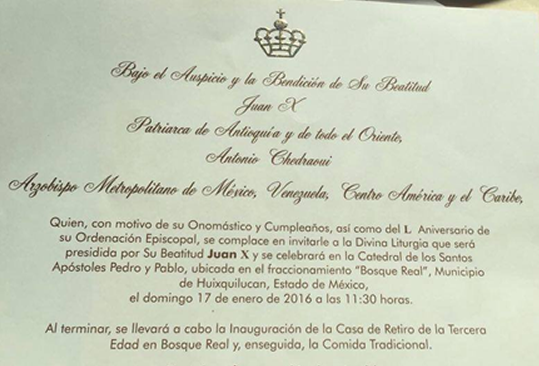 Bajo el Auspicio y la Bendición de Su Beatitud
Juan X
Patriarca de Antioquía y de todo el Oriente,
Antonio Chedraoui
Arzobispo Metropolitano de México, Venezuela, Centro América y el Caribe,
Quien, con motivo de su Onomástico y Cumpleaños, así como del L Aniversario de
su Ordenación Episcopal, se complace en invitarle a la Divina Liturgia que será
presidida por Su Beatitud Juan X y se celebrará en la Catedral de los Santos
Apóstoles Pedro y Pablo, ubicada en el fraccionamiento "Bosque Real", Municipio
de Huixquilucan, Estado de México,
el domingo 17 de enero de 2016 a las 11:30 horas.
Al terminar, se llevará a cabo la Inauguración de la Casa de Retiro de la Tercera
Edad en Bosque Real y, enseguida, la Comida Tradicional.